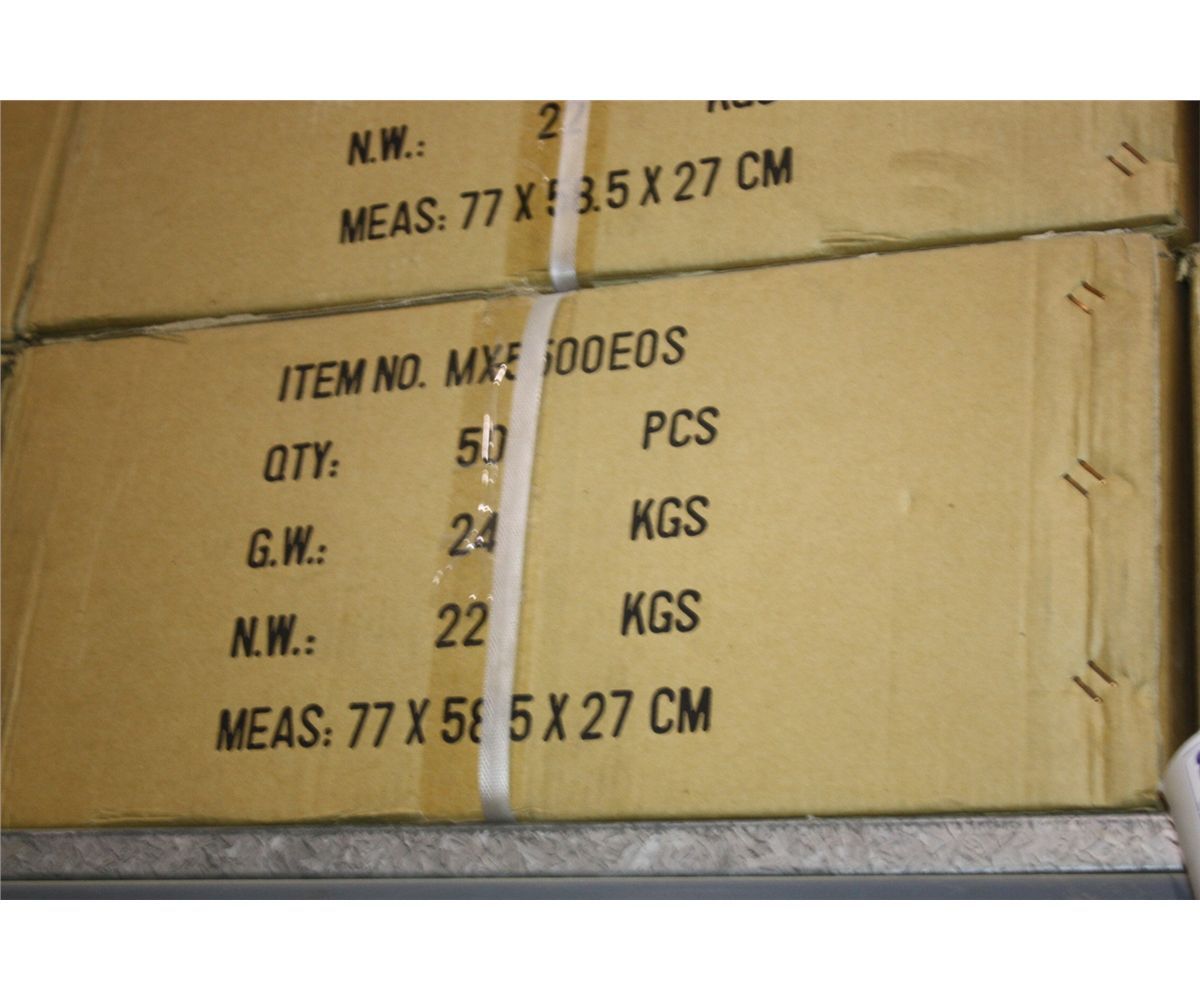 N.W.: 2
MEAS: 77 X 58.5 X 27 CM
ITEM NO. MX5500EOS
QTY: 50 PCS
G.W.: 24 KGS
N.W.: 22 KGS
MEAS: 77 X 58.5 X 27 CM